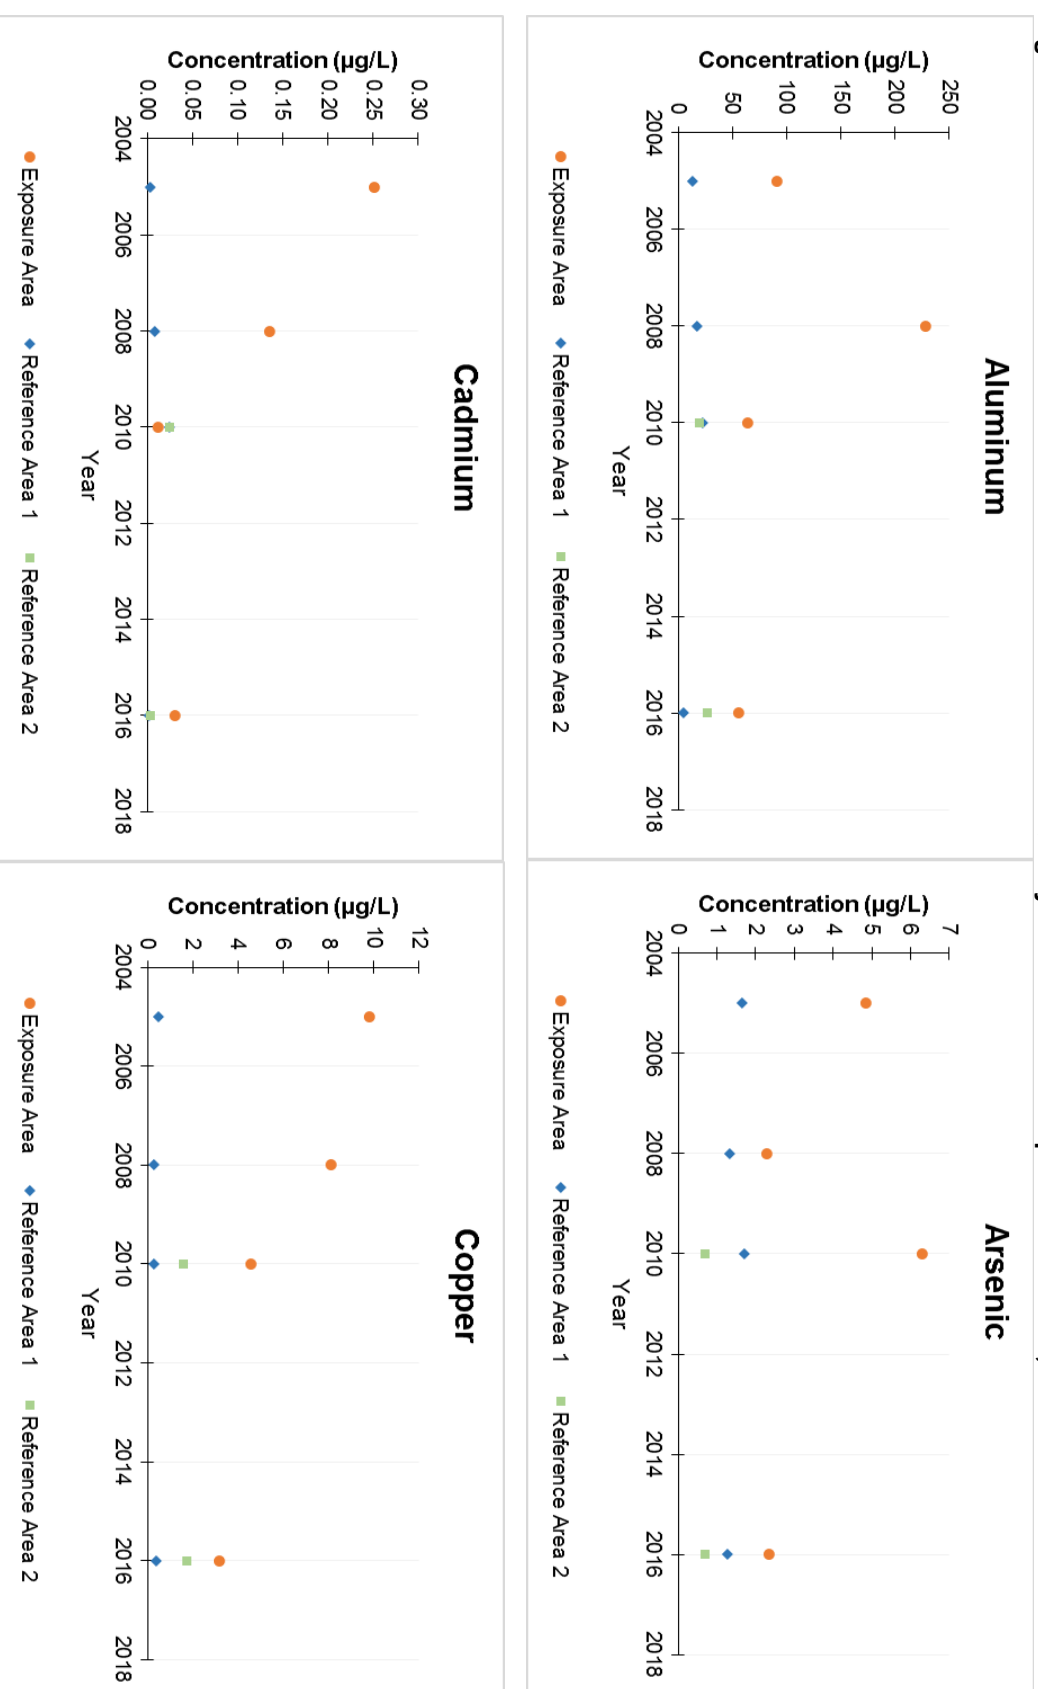 Aluminum
Concentration (µg/L)
250
200
150
100
50
0
2004 2006 2008 2010 2012 2014 2016 2018
Year
Exposure Area Reference Area 1 Reference Area 2
Arsenic
Concentration (µg/L)
7
6
5
4
3
2
1
0
2004 2006 2008 2010 2012 2014 2016 2018
Year
Exposure Area Reference Area 1 Reference Area 2
Cadmium
Concentration (µg/L)
0.30
0.25
0.20
0.15
0.10
0.05
0.00
2004 2006 2008 2010 2012 2014 2016 2018
Year
Exposure Area Reference Area 1 Reference Area 2
Copper
Concentration (µg/L)
12
10
8
6
4
2
0
2004 2006 2008 2010 2012 2014 2016 2018
Year
Exposure Area Reference Area 1 Reference Area 2